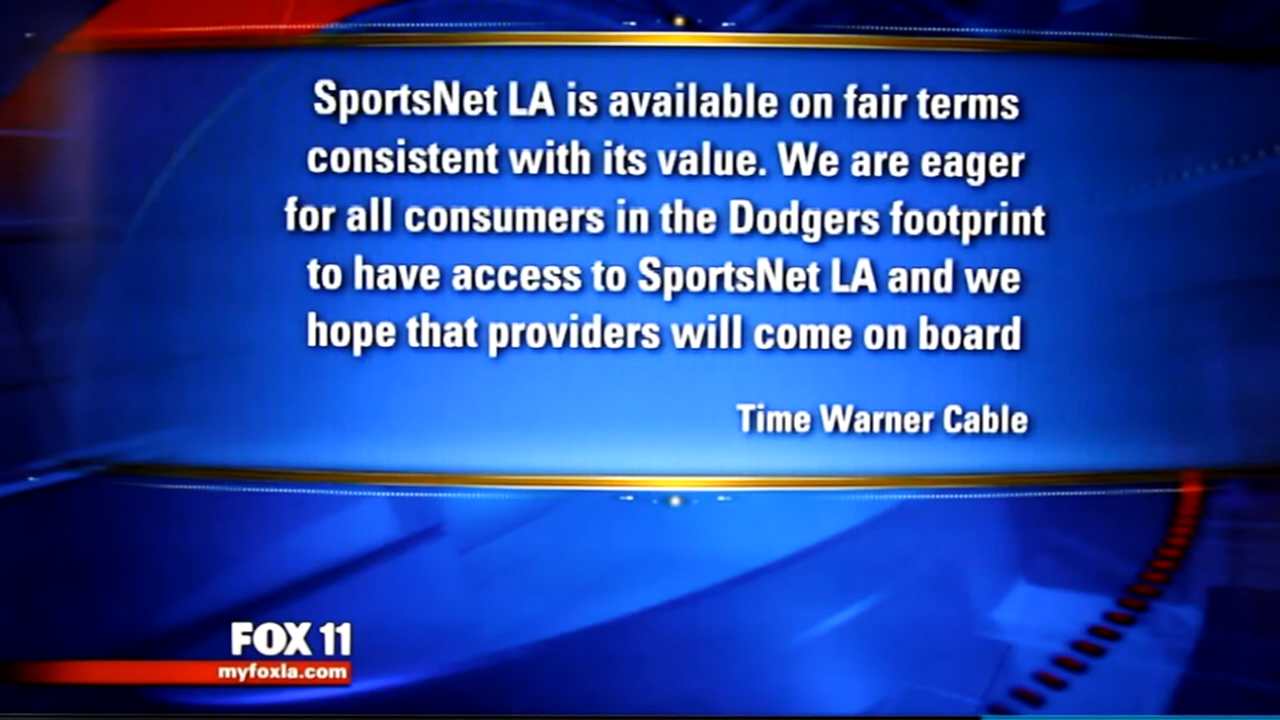 SportsNet LA is available on fair terms
consistent with its value. We are eager
for all consumers in the Dodgers footprint
to have access to SportsNet LA and we
hope that providers will come on board
Time Warner Cable
FOX 11
myfoxla.com